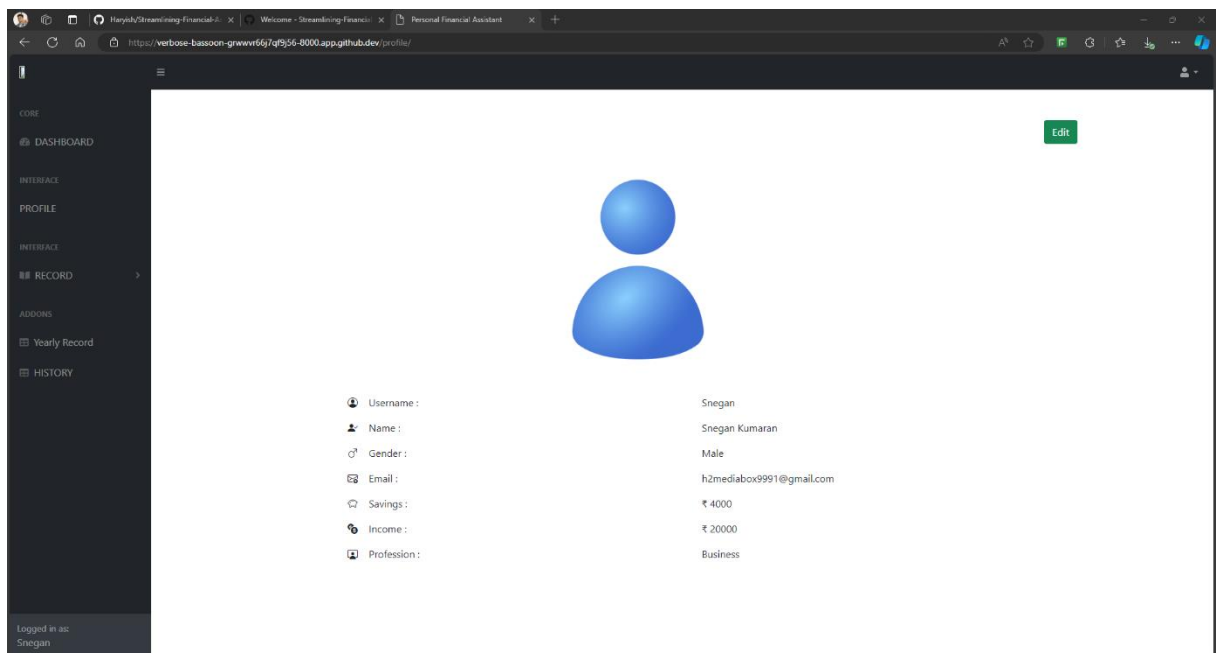 Haryish/Streamlining-Financial-A
Welcome - Streamlining-Financial
Personal Financial Assistant
https://verbose-bassoon-grwwvr66j7qf9j56-8000.app.github.dev/profile/
CORE
DASHBOARD
INTERFACE
PROFILE
INTERFACE
RECORD
ADDONS
Yearly Record
HISTORY
Logged in as:
Snegan
Edit
Username : Snegan
Name : Snegan Kumaran
Gender : Male
Email : h2mediabox9991@gmail.com
Savings : ₹ 4000
Income : ₹ 20000
Profession : Business